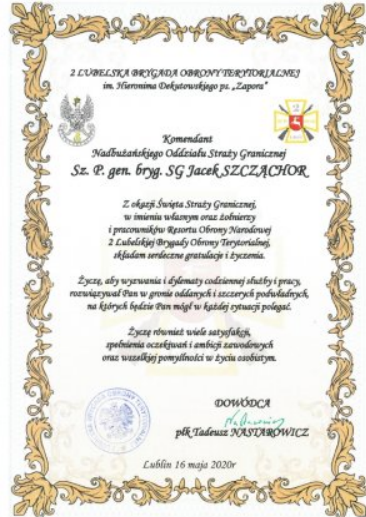 2 LUBELSKA BRYGADA OBRONY TERYTORIALNEJ
im. Hieronima Dekutowskiego ps. „Zapora"
Komendant
Nadbużańskiego Oddziału Straży Granicznej
Sz. P. gen. bryg. SG Jacek SZCZĄCHOR
Z okazji Święta Straży Granicznej,
w imieniu własnym oraz żołnierzy
i pracowników Resortu Obrony Narodowej
2 Lubelskiej Brygady Obrony Terytorialnej,
składam serdeczne gratulacje i życzenia.
Życzę, aby wyzwania i dylematy codziennej służby i pracy,
rozwiązywał Pan w gronie oddanych i szczerych podwładnych,
na których będzie Pan mógł w każdej sytuacji polegać.
Życzę również wiele satysfakcji,
spełnienia oczekiwań i ambicji zawodowych
oraz wszelkiej pomyślności w życiu osobistym.
DOWÓDCA
płk Tadeusz NASTAROWICZ
Lublin 16 maja 2020r